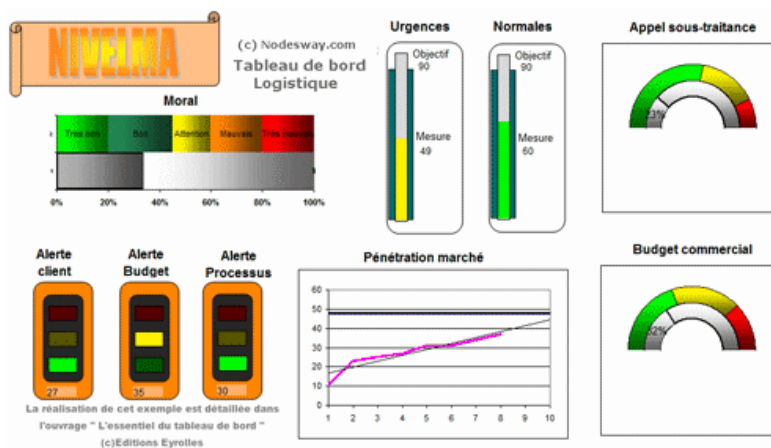 NIVELMA
(c) Nodesway.com
Tableau de bord
Logistique
Moral
Très bon Bon Attention Mauvais Très mauvais
0% 20% 40% 60% 80% 100%
Urgences
Objectif
90
Mesure
49
Normales
Objectif
90
Mesure
60
Appel sous-traitance
23%
Alerte
client
27
Alerte
Budget
35
Alerte
Processus
30
Pénétration marché
60
50
40
30
20
10
0
1 2 3 4 5 6 7 8 9 10
Budget commercial
32%
La réalisation de cet exemple est détaillée dans
l'ouvrage " L'essentiel du tableau de bord "
(c)Editions Eyrolles